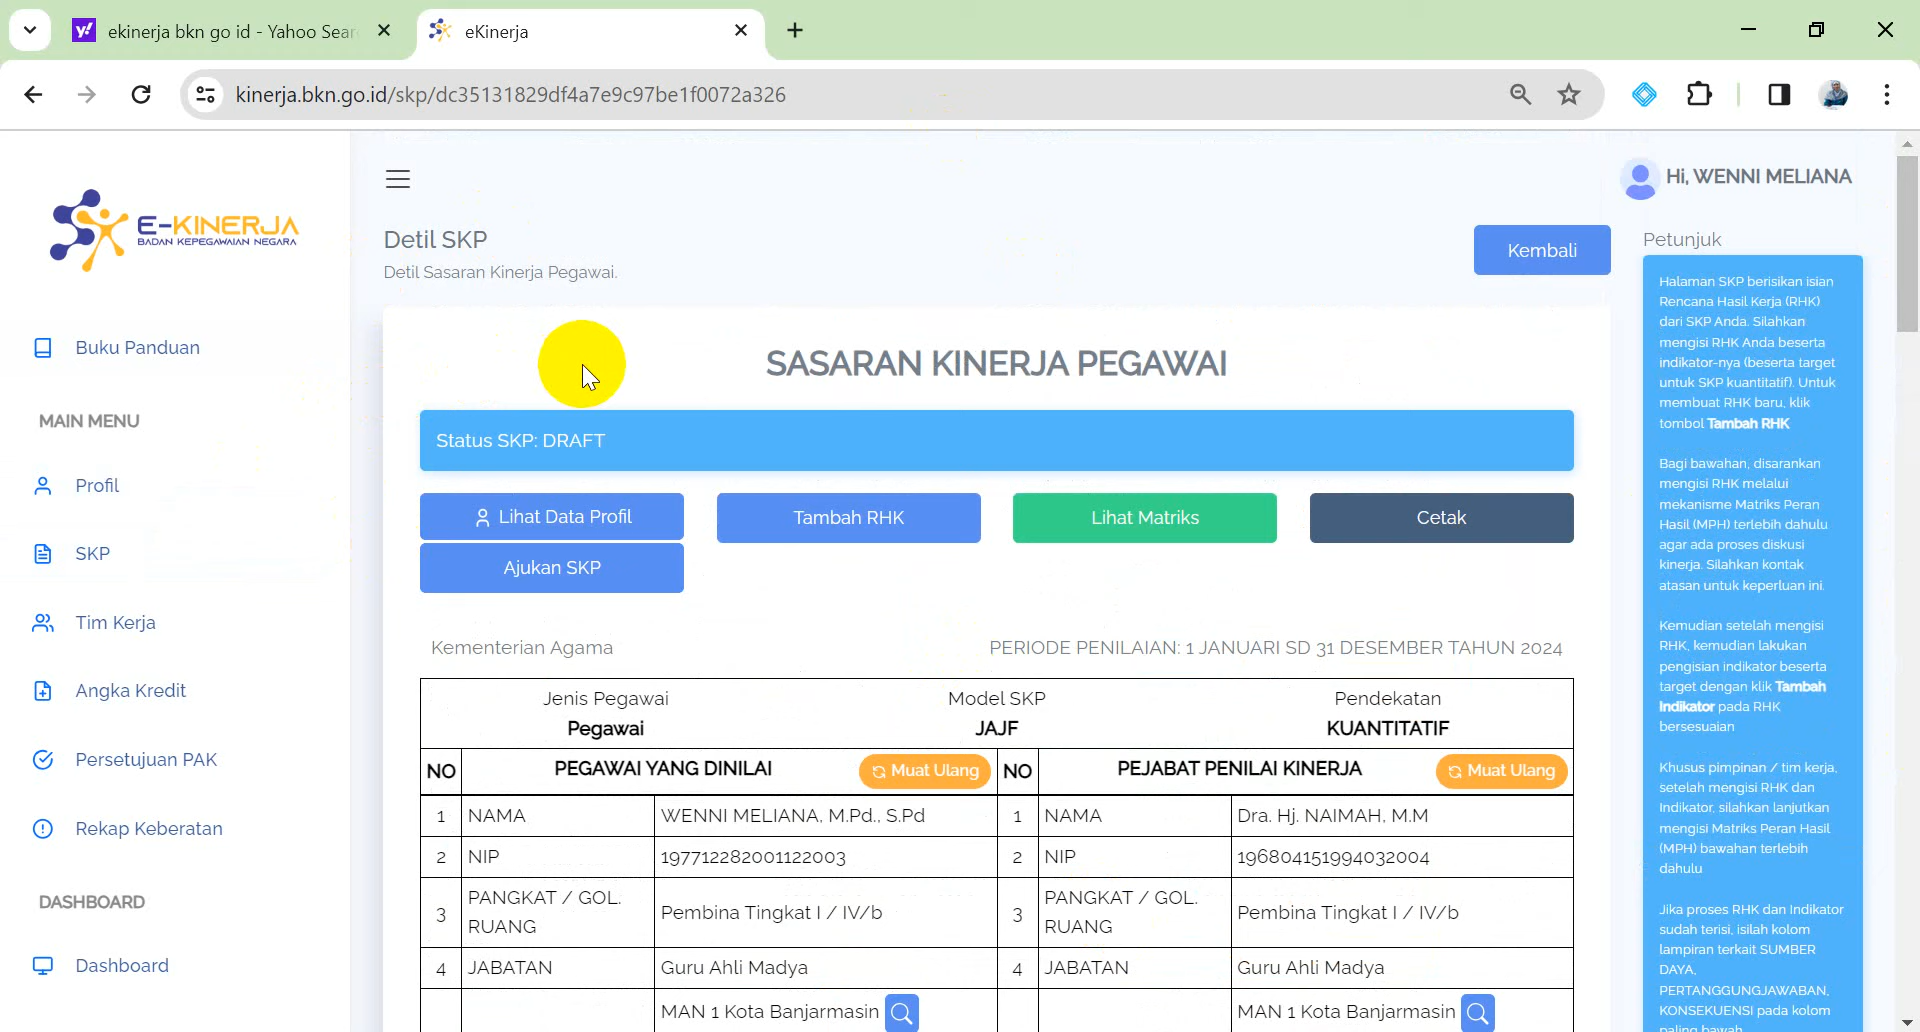 ekinerja bkn go id - Yahoo Sear
eKinerja
kinerja.bkn.go.id/skp/dc35131829df4a7e9c97be1f0072a326
E-KINERJA
BADAN KEPEGAWAIAN NEGARA
Buku Panduan
MAIN MENU
Profil
SKP
Tim Kerja
Angka Kredit
Persetujuan PAK
Rekap Keberatan
DASHBOARD
Dashboard
Hi, WENNI MELIANA
Detil SKP
Detil Sasaran Kinerja Pegawai.
Kembali
SASARAN KINERJA PEGAWAI
Status SKP: DRAFT
Lihat Data Profil
Tambah RHK
Lihat Matriks
Cetak
Ajukan SKP
Kementerian Agama
PERIODE PENILAIAN: 1 JANUARI SD 31 DESEMBER TAHUN 2024
Jenis Pegawai Model SKP Pendekatan
Pegawai JAJF KUANTITATIF
NO PEGAWAI YANG DINILAI Muat Ulang NO PEJABAT PENILAI KINERJA Muat Ulang
1 NAMA WENNI MELIANA, M.Pd., S.Pd 1 NAMA Dra. Hj. NAIMAH, M.M
2 NIP 197712282001122003 2 NIP 196804151994032004
3 PANGKAT / GOL. RUANG Pembina Tingkat I / IV/b 3 PANGKAT / GOL. RUANG Pembina Tingkat I / IV/b
4 JABATAN Guru Ahli Madya 4 JABATAN Guru Ahli Madya
MAN 1 Kota Banjarmasin MAN 1 Kota Banjarmasin
Petunjuk
Halaman SKP berisikan isian
Rencana Hasil Kerja (RHK)
dari SKP Anda. Silahkan
mengisi RHK Anda beserta
indikator-nya (beserta target
untuk SKP kuantitatif). Untuk
membuat RHK baru, klik
tombol Tambah RHK
Bagi bawahan, disarankan
mengisi RHK melalui
mekanisme Matriks Peran
Hasil (MPH) terlebih dahulu
agar ada proses diskusi
kinerja. Silahkan kontak
atasan untuk keperluan ini.
Kemudian setelah mengisi
RHK, kemudian lakukan
pengisian indikator beserta
target dengan klik Tambah
Indikator pada RHK
bersesuaian
Khusus pimpinan / tim kerja,
setelah mengisi RHK dan
Indikator, silahkan lanjutkan
mengisi Matriks Peran Hasil
(MPH) bawahan terlebih
dahulu
Jika proses RHK dan Indikator
sudah terisi, isilah kolom
lampiran terkait SUMBER
DAYA,
PERTANGGUNGJAWABAN,
KONSEKUENSI pada kolom
paling bawah